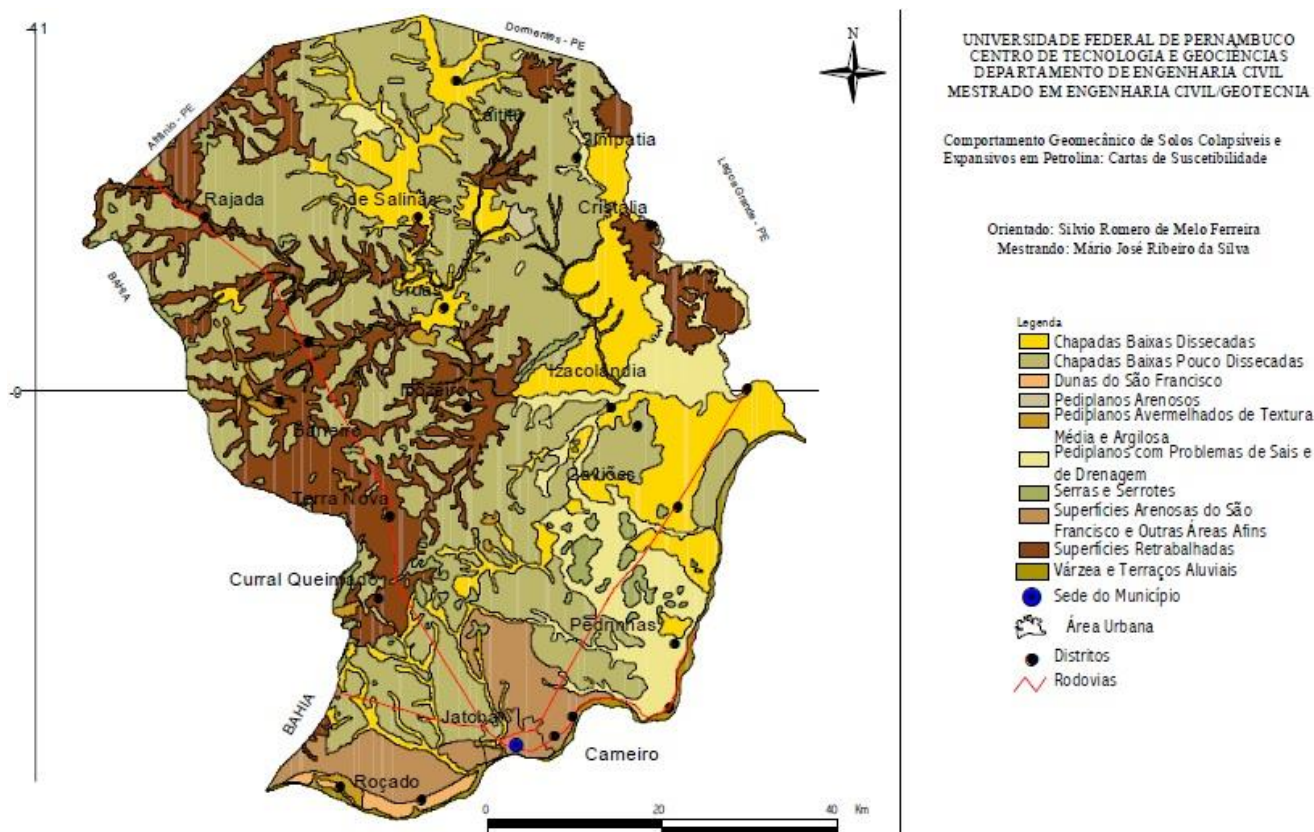 -41
Dormentes - PE
N
Afrânio - PE
Caititu
Simpatia
Lagoa Grande - PE
Rajada
C. de Salinas
Cristália
BAHIA
Cruas
-9
Izacolândia
Barreiro
Gaviões
Terra Nova
Curral Queimado
Pedrinhas
BAHIA
Jatobá
Carneiro
Roçado
0 20 40 Km
UNIVERSIDADE FEDERAL DE PERNAMBUCO
CENTRO DE TECNOLOGIA E GEOCIÊNCIAS
DEPARTAMENTO DE ENGENHARIA CIVIL
MESTRADO EM ENGENHARIA CIVIL/GEOTECNIA
Comportamento Geomecânico de Solos Colapsíveis e
Expansivos em Petrolina: Cartas de Suscetibilidade
Orientado: Silvio Romero de Melo Ferreira
Mestrando: Mário José Ribeiro da Silva
Legenda
Chapadas Baixas Dissecadas
Chapadas Baixas Pouco Dissecadas
Dunas do São Francisco
Pediplanos Arenosos
Pediplanos Avermelhados de Textura
Média e Argilosa
Pediplanos com Problemas de Sais e
de Drenagem
Serras e Serrotes
Superfícies Arenosas do São
Francisco e Outras Áreas Afins
Superfícies Retrabalhadas
Várzea e Terraços Aluviais
Sede do Município
Área Urbana
Distritos
Rodovias